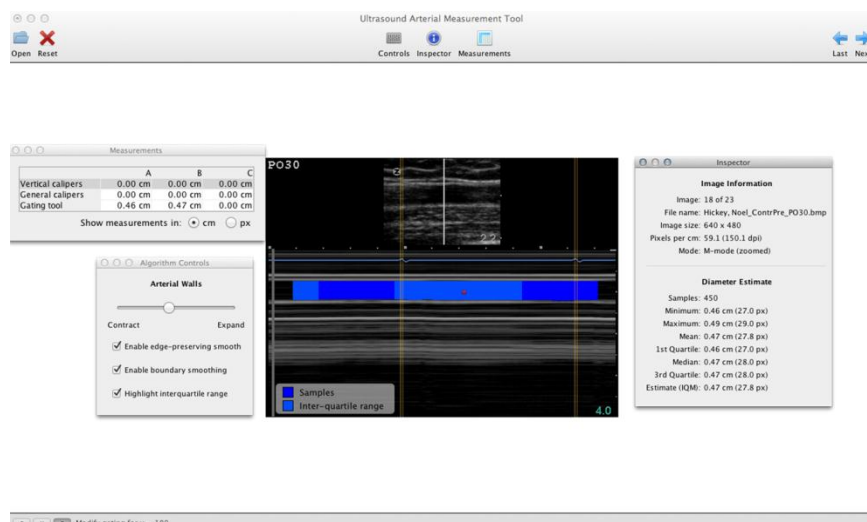 Ultrasound Arterial Measurement Tool
Open Reset
Controls Inspector Measurements
Last Nex
Measurements
A B C
Vertical calipers 0.00 cm 0.00 cm 0.00 cm
General calipers 0.00 cm 0.00 cm 0.00 cm
Gating tool 0.46 cm 0.47 cm 0.00 cm
Show measurements in: cm px
Algorithm Controls
Arterial Walls
Contract Expand
Enable edge-preserving smooth
Enable boundary smoothing
Highlight interquartile range
PO30
2.2
Samples
Inter-quartile range
4.0
Inspector
Image Information
Image: 18 of 23
File name: Hickey, Noel_ContrPre_PO30.bmp
Image size: 640 x 480
Pixels per cm: 59.1 (150.1 dpi)
Mode: M-mode (zoomed)
Diameter Estimate
Samples: 450
Minimum: 0.46 cm (27.0 px)
Maximum: 0.49 cm (29.0 px)
Mean: 0.47 cm (27.8 px)
1st Quartile: 0.46 cm (27.0 px)
Median: 0.47 cm (28.0 px)
3rd Quartile: 0.47 cm (28.0 px)
Estimate (IQM): 0.47 cm (27.8 px)